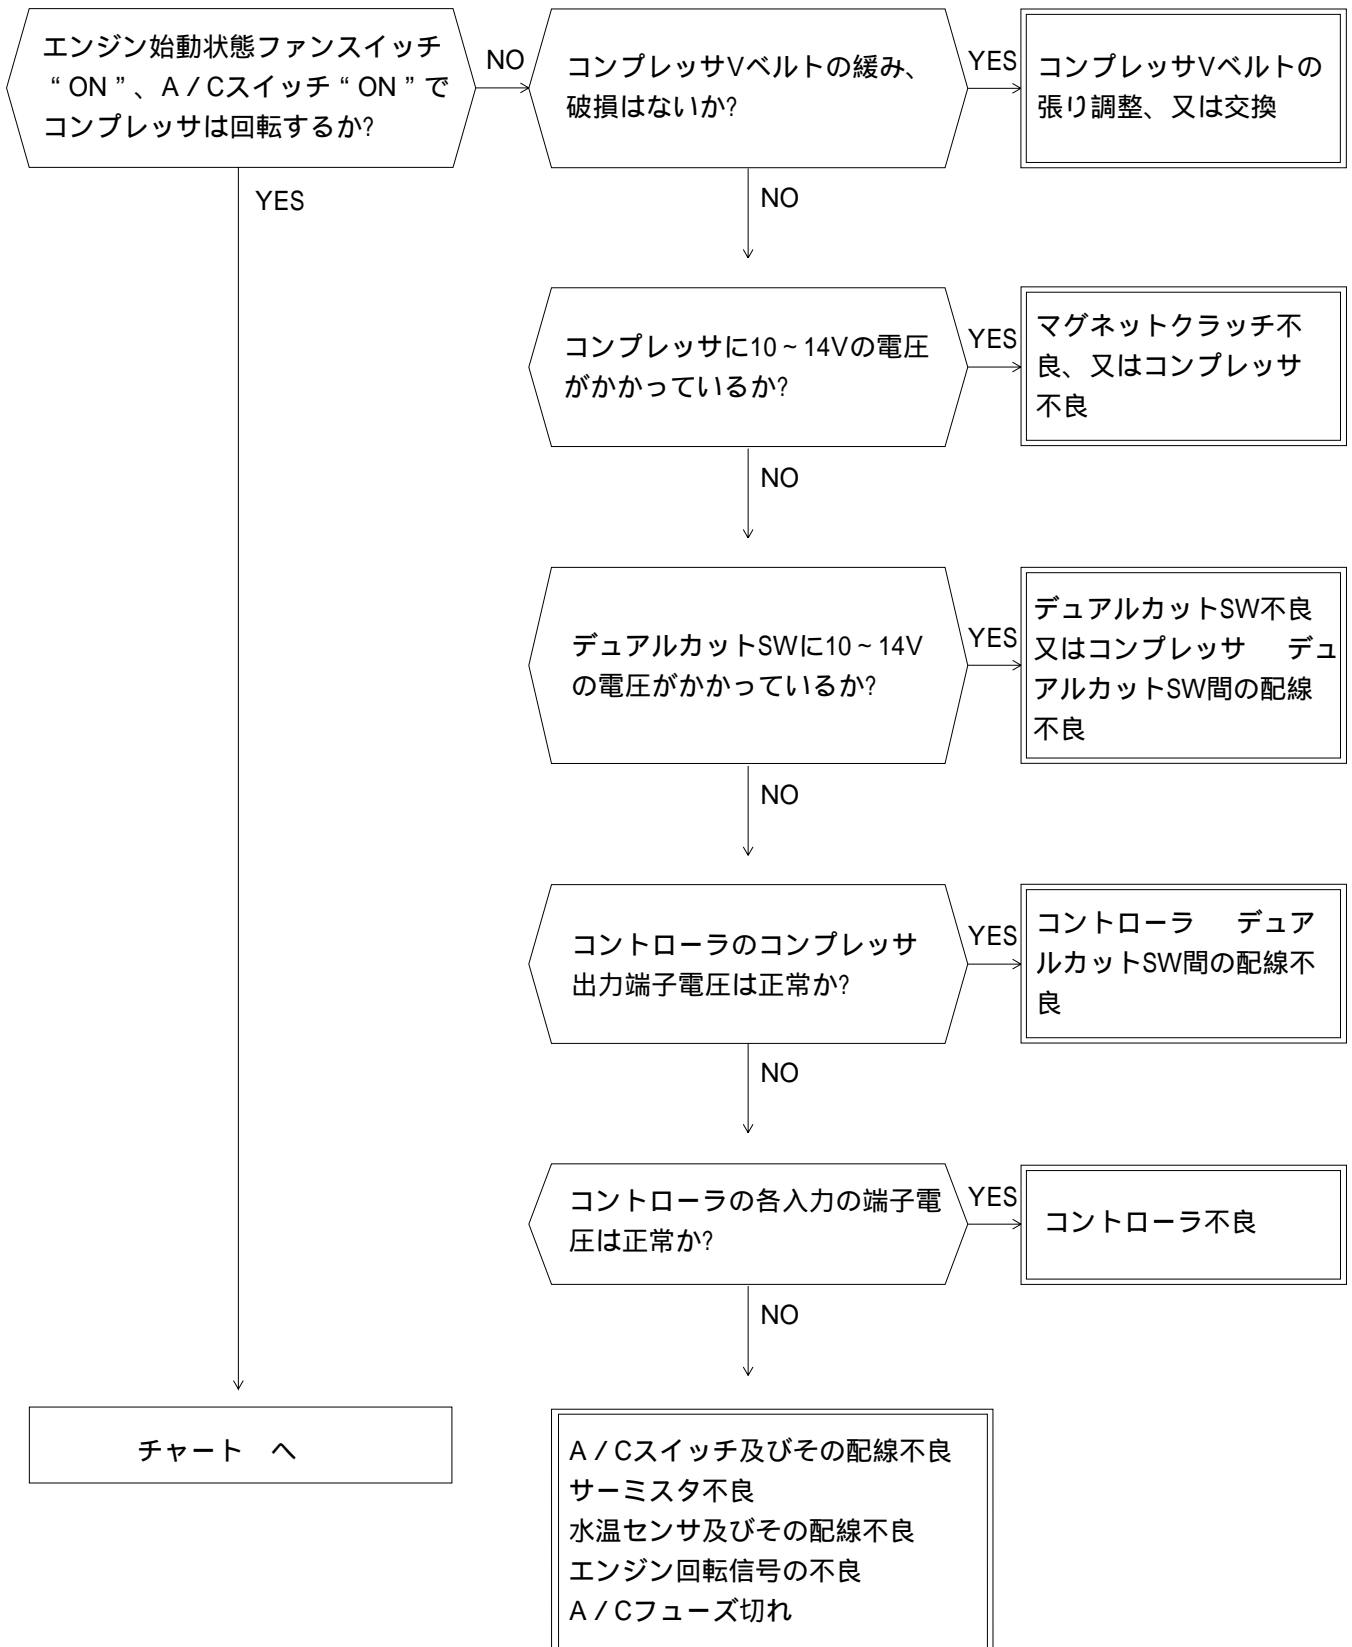 エンジン始動状態ファンスイッチ
“ON”、A／Cスイッチ“ON”で
コンプレッサは回転するか?
NO
コンプレッサVベルトの緩み、
破損はないか?
YES
コンプレッサVベルトの
張り調整、又は交換
YES
NO
コンプレッサに10~14Vの電圧
がかかっているか?
YES
マグネットクラッチ不
良、又はコンプレッサ
不良
NO
デュアルカットSWに10~14V
の電圧がかかっているか?
YES
デュアルカットSW不良
又はコンプレッサ　デュ
アルカットSW間の配線
不良
NO
コントローラのコンプレッサ
出力端子電圧は正常か?
YES
コントローラ　デュア
ルカットSW間の配線不
良
NO
コントローラの各入力の端子電
圧は正常か?
YES
コントローラ不良
NO
チャート　へ
A／Cスイッチ及びその配線不良
サーミスタ不良
水温センサ及びその配線不良
エンジン回転信号の不良
A／Cフューズ切れ